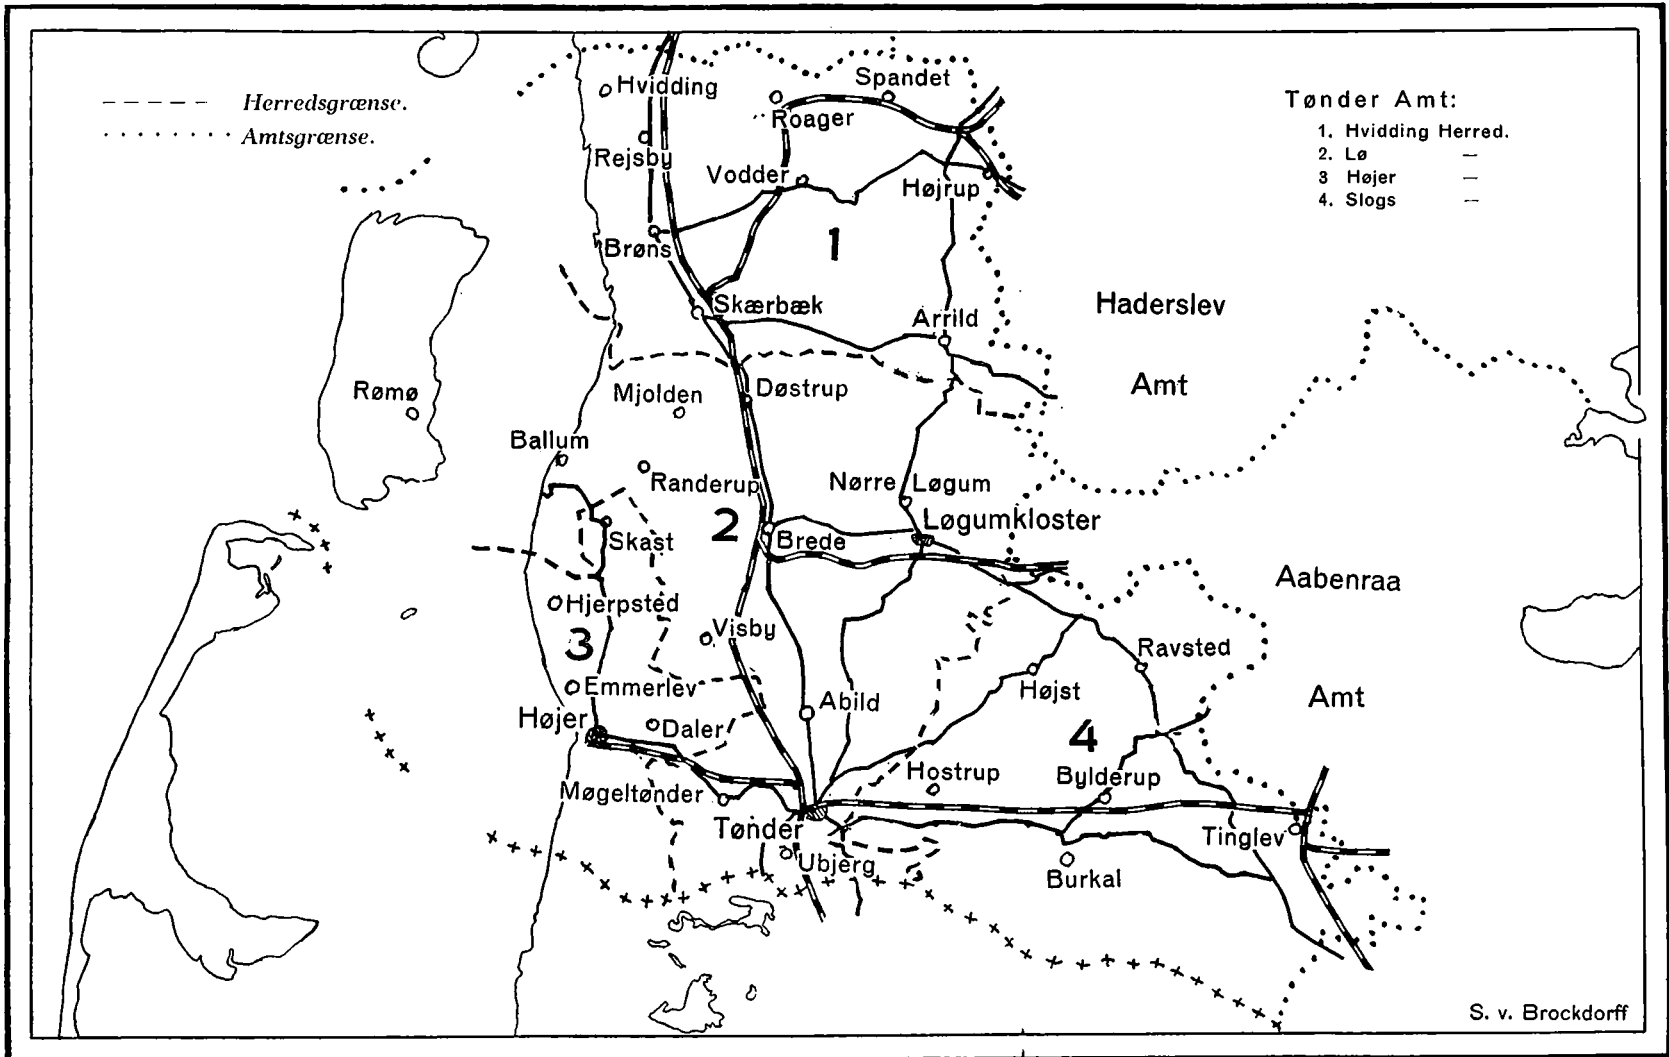 Herredsgrænse.
Amtsgrænse.
Tønder Amt:
1. Hvidding Herred.
2. Lø —
3 Højer —
4. Slogs —
Hvidding
Spandet
Roager
Rejsby
Vodder
Højrup
Brøns
1
Skærbæk
Arrild
Haderslev
Amt
Rømø
Mjolden
Døstrup
Ballum
Randerup
Nørre Løgum
2
Løgumkloster
Skast
Brede
Aabenraa
Amt
Hjerpsted
Visby
3
Ravsted
Højst
Emmerlev
Højer
Daler
Abild
4
Hostrup
Bylderup
Møgeltønder
Tønder
Tinglev
Ubjerg
Burkal
S. v. Brockdorff